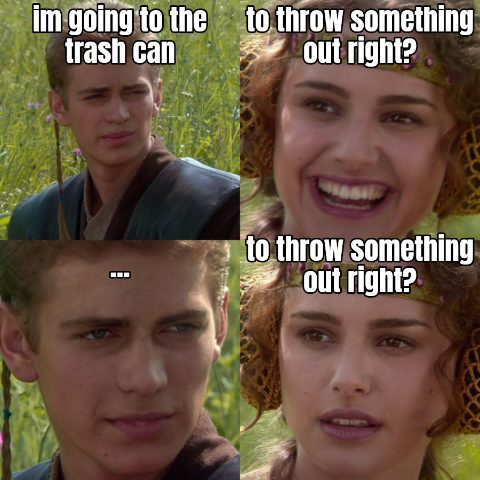 im going to the
trash can
to throw something
out right?
...
to throw something
out right?